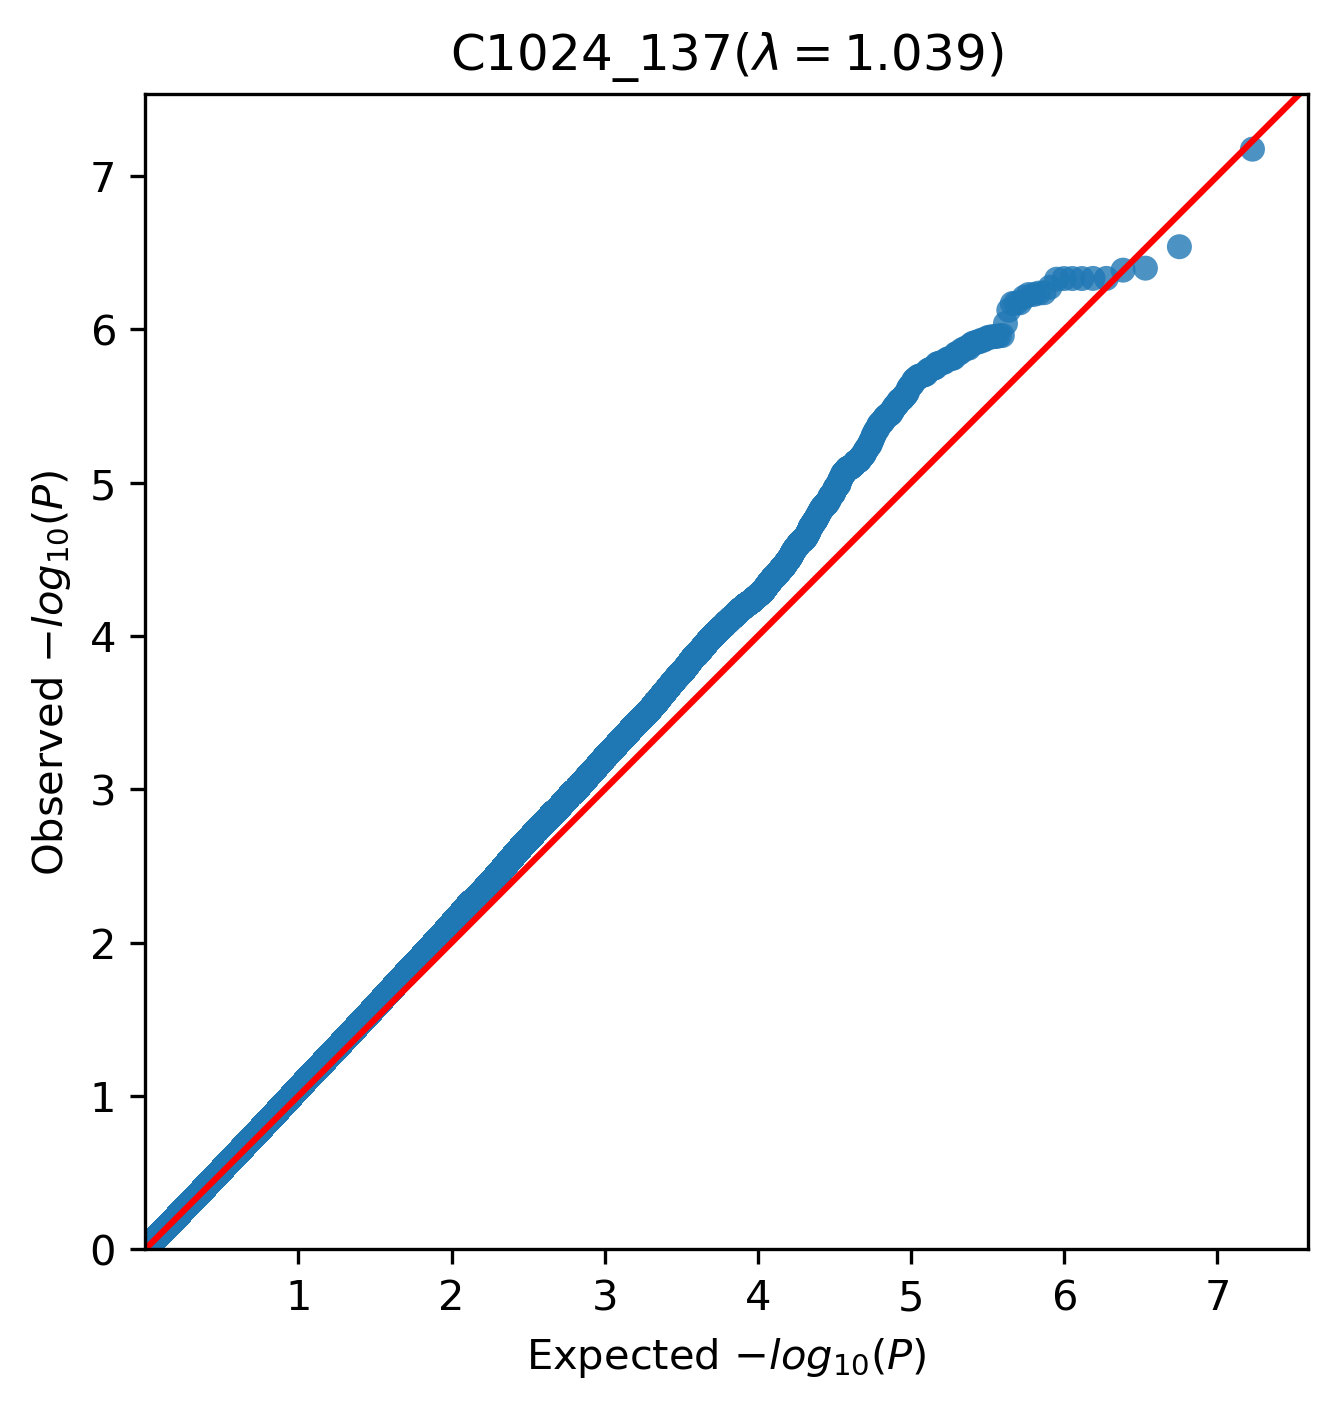 C1024_137(λ = 1.039)
Observed −log₁₀(P)
7
6
5
4
3
2
1
0
1 2 3 4 5 6 7
Expected −log₁₀(P)